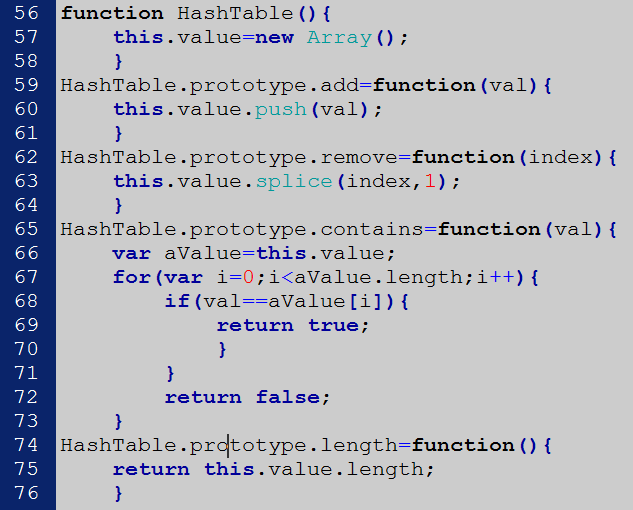 56 function HashTable(){
57     this.value=new Array();
58     }
59 HashTable.prototype.add=function(val){
60     this.value.push(val);
61     }
62 HashTable.prototype.remove=function(index){
63     this.value.splice(index,1);
64     }
65 HashTable.prototype.contains=function(val){
66     var aValue=this.value;
67     for(var i=0;i<aValue.length;i++){
68         if(val==aValue[i]){
69             return true;
70             }
71         }
72         return false;
73     }
74 HashTable.prototype.length=function(){
75     return this.value.length;
76     }